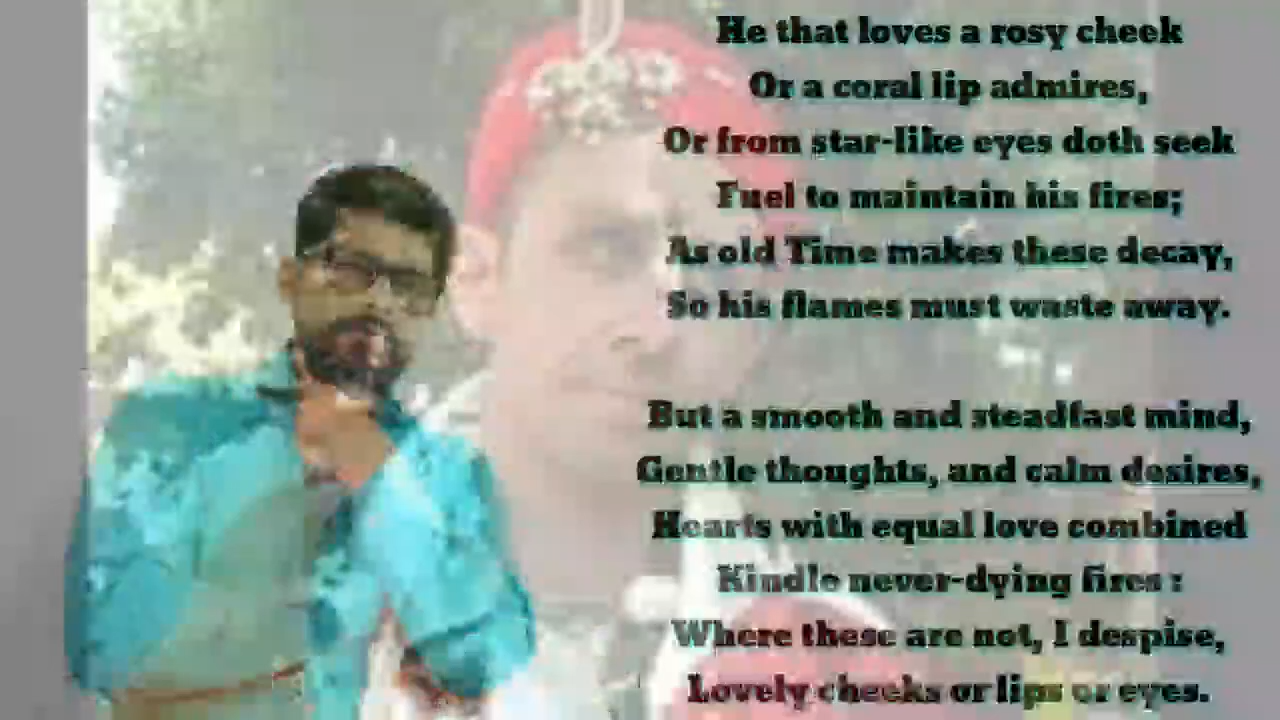 He that loves a rosy cheek
Or a coral lip admires,
Or from star-like eyes doth seek
Fuel to maintain his fires;
As old Time makes these decay,
So his flames must waste away.
But a smooth and steadfast mind,
Gentle thoughts, and calm desires,
Hearts with equal love combined
Kindle never-dying fires :
Where these are not, I despise,
Lovely cheeks or lips or eyes.